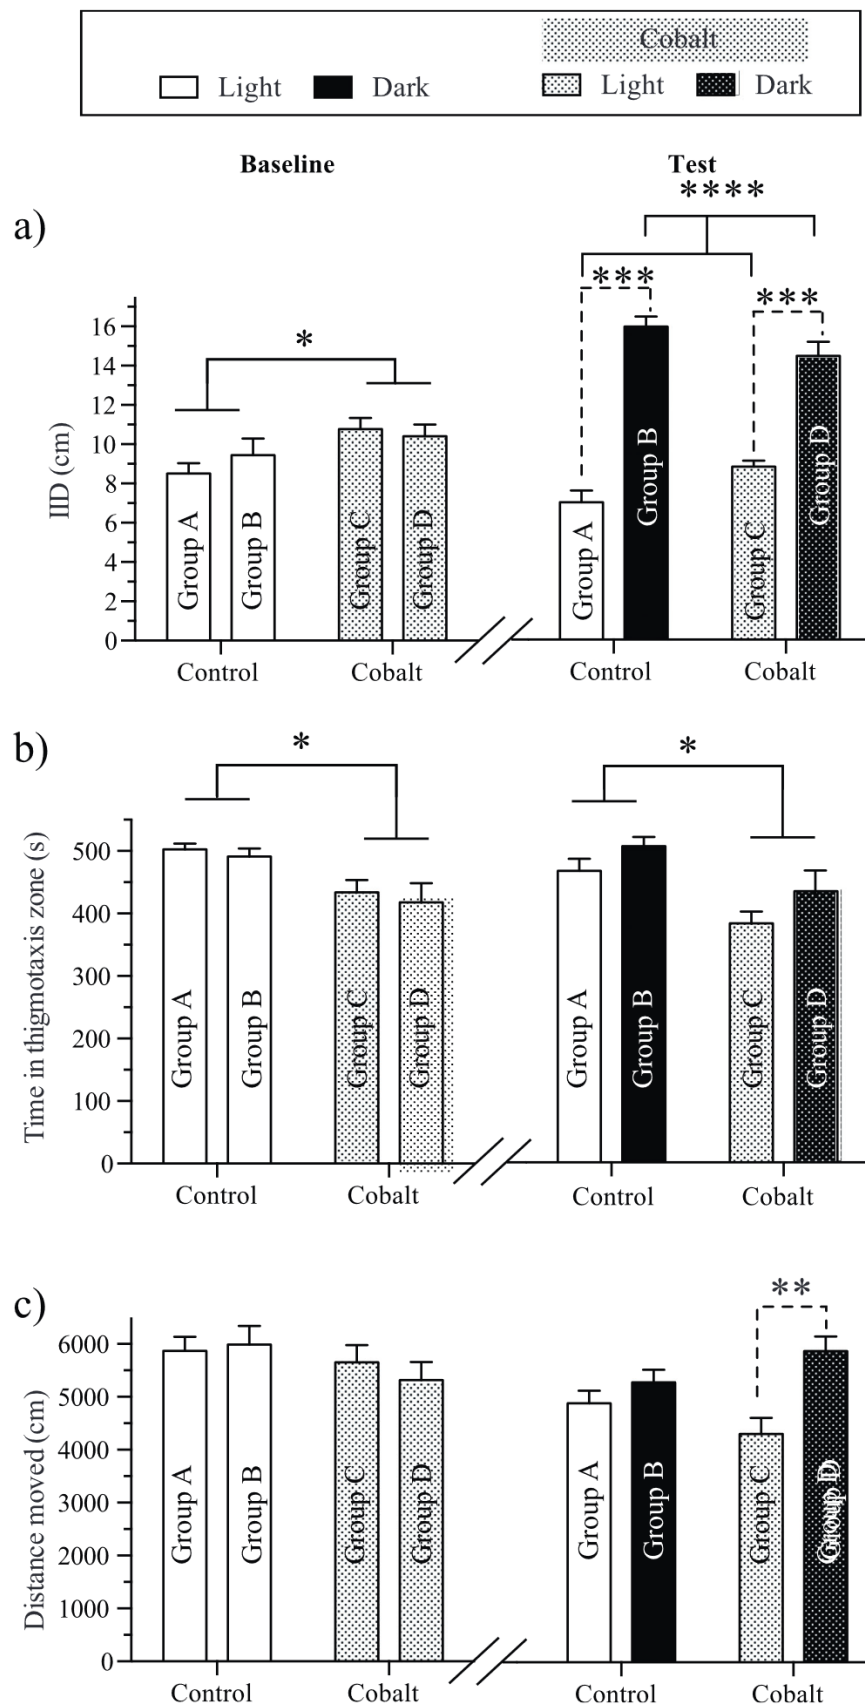 Cobalt
Light Dark Light Dark
Baseline Test
****
a)
*** ***
*
16
14
12
10
8
6
4
2
0
IID (cm)
Group A Group B Group C Group D Group A Group B Group C Group D
Control Cobalt Control Cobalt
b)
* *
500
400
300
200
100
0
Time in thigmotaxis zone (s)
Group A Group B Group C Group D Group A Group B Group C Group D
Control Cobalt Control Cobalt
c)
**
6000
5000
4000
3000
2000
1000
0
Distance moved (cm)
Group A Group B Group C Group D Group A Group B Group C Group D
Control Cobalt Control Cobalt